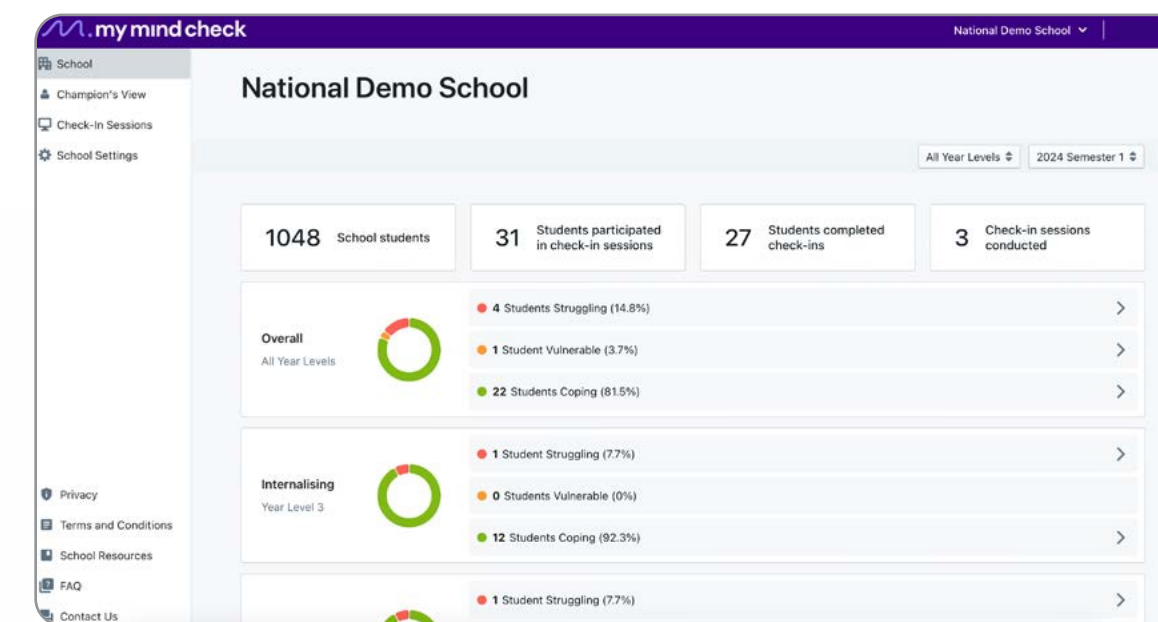 my mind check
National Demo School
School
Champion's View
Check-In Sessions
School Settings
Privacy
Terms and Conditions
School Resources
FAQ
Contact Us
National Demo School
All Year Levels
2024 Semester 1
1048 School students
31 Students participated
in check-in sessions
27 Students completed
check-ins
3 Check-in sessions
conducted
Overall
All Year Levels
4 Students Struggling (14.8%)
1 Student Vulnerable (3.7%)
22 Students Coping (81.5%)
Internalising
Year Level 3
1 Student Struggling (7.7%)
0 Students Vulnerable (0%)
12 Students Coping (92.3%)
1 Student Struggling (7.7%)